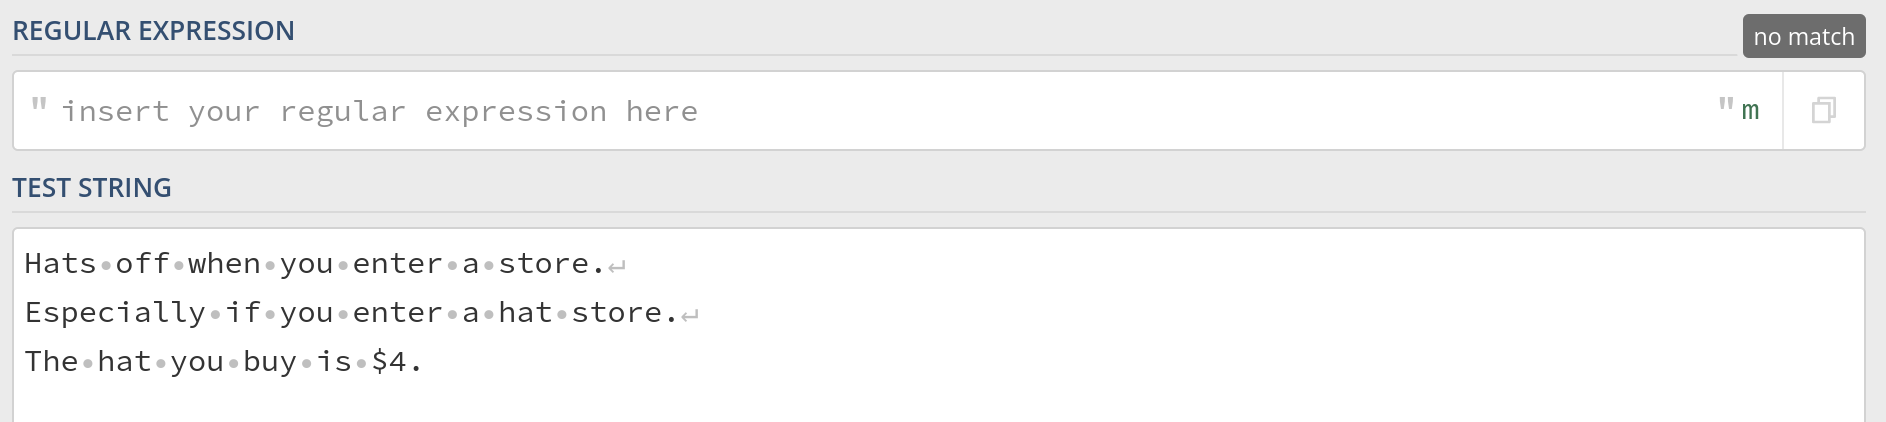 REGULAR EXPRESSION
no match
" insert your regular expression here " m
TEST STRING
Hats·off·when·you·enter·a·store.↵
Especially·if·you·enter·a·hat·store.↵
The·hat·you·buy·is·$4.